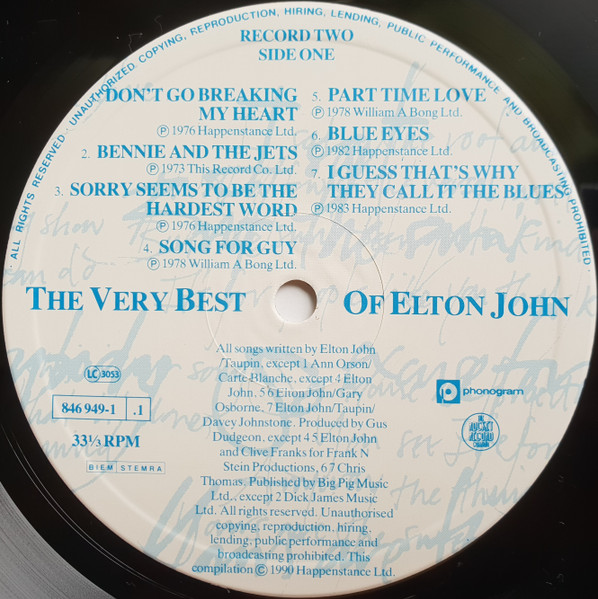 ALL RIGHTS RESERVED · UNAUTHORIZED COPYING, REPRODUCTION, HIRING, LENDING, PUBLIC PERFORMANCE AND BROADCASTING PROHIBITED ·
RECORD TWO
SIDE ONE
DON'T GO BREAKING
MY HEART
Ⓟ 1976 Happenstance Ltd.
2. BENNIE AND THE JETS
Ⓟ 1973 This Record Co. Ltd.
3. SORRY SEEMS TO BE THE
HARDEST WORD
Ⓟ 1976 Happenstance Ltd.
4. SONG FOR GUY
Ⓟ 1978 William A Bong Ltd.
5. PART TIME LOVE
Ⓟ 1978 William A Bong Ltd.
6. BLUE EYES
Ⓟ 1982 Happenstance Ltd.
7. I GUESS THAT'S WHY
THEY CALL IT THE BLUES
Ⓟ 1983 Happenstance Ltd.
THE VERY BEST OF ELTON JOHN
All songs written by Elton John
/Taupin, except 1 Ann Orson/
Carte Blanche, except 4 Elton
John, 5 6 Elton John/Gary
Osborne, 7 Elton John/Taupin/
Davey Johnstone. Produced by Gus
Dudgeon, except 4 5 Elton John
and Clive Franks for Frank N
Stein Productions, 6 7 Chris
Thomas, Published by Big Pig Music
Ltd., except 2 Dick James Music
Ltd. All rights reserved. Unauthorised
copying, reproduction, hiring,
lending, public performance and
broadcasting prohibited. This
compilation © 1990 Happenstance Ltd.
LC 3053
846 949-1 .1
33⅓ RPM
BIEM STEMRA
phonogram
THE
ROCKET
RECORD
COMPANY